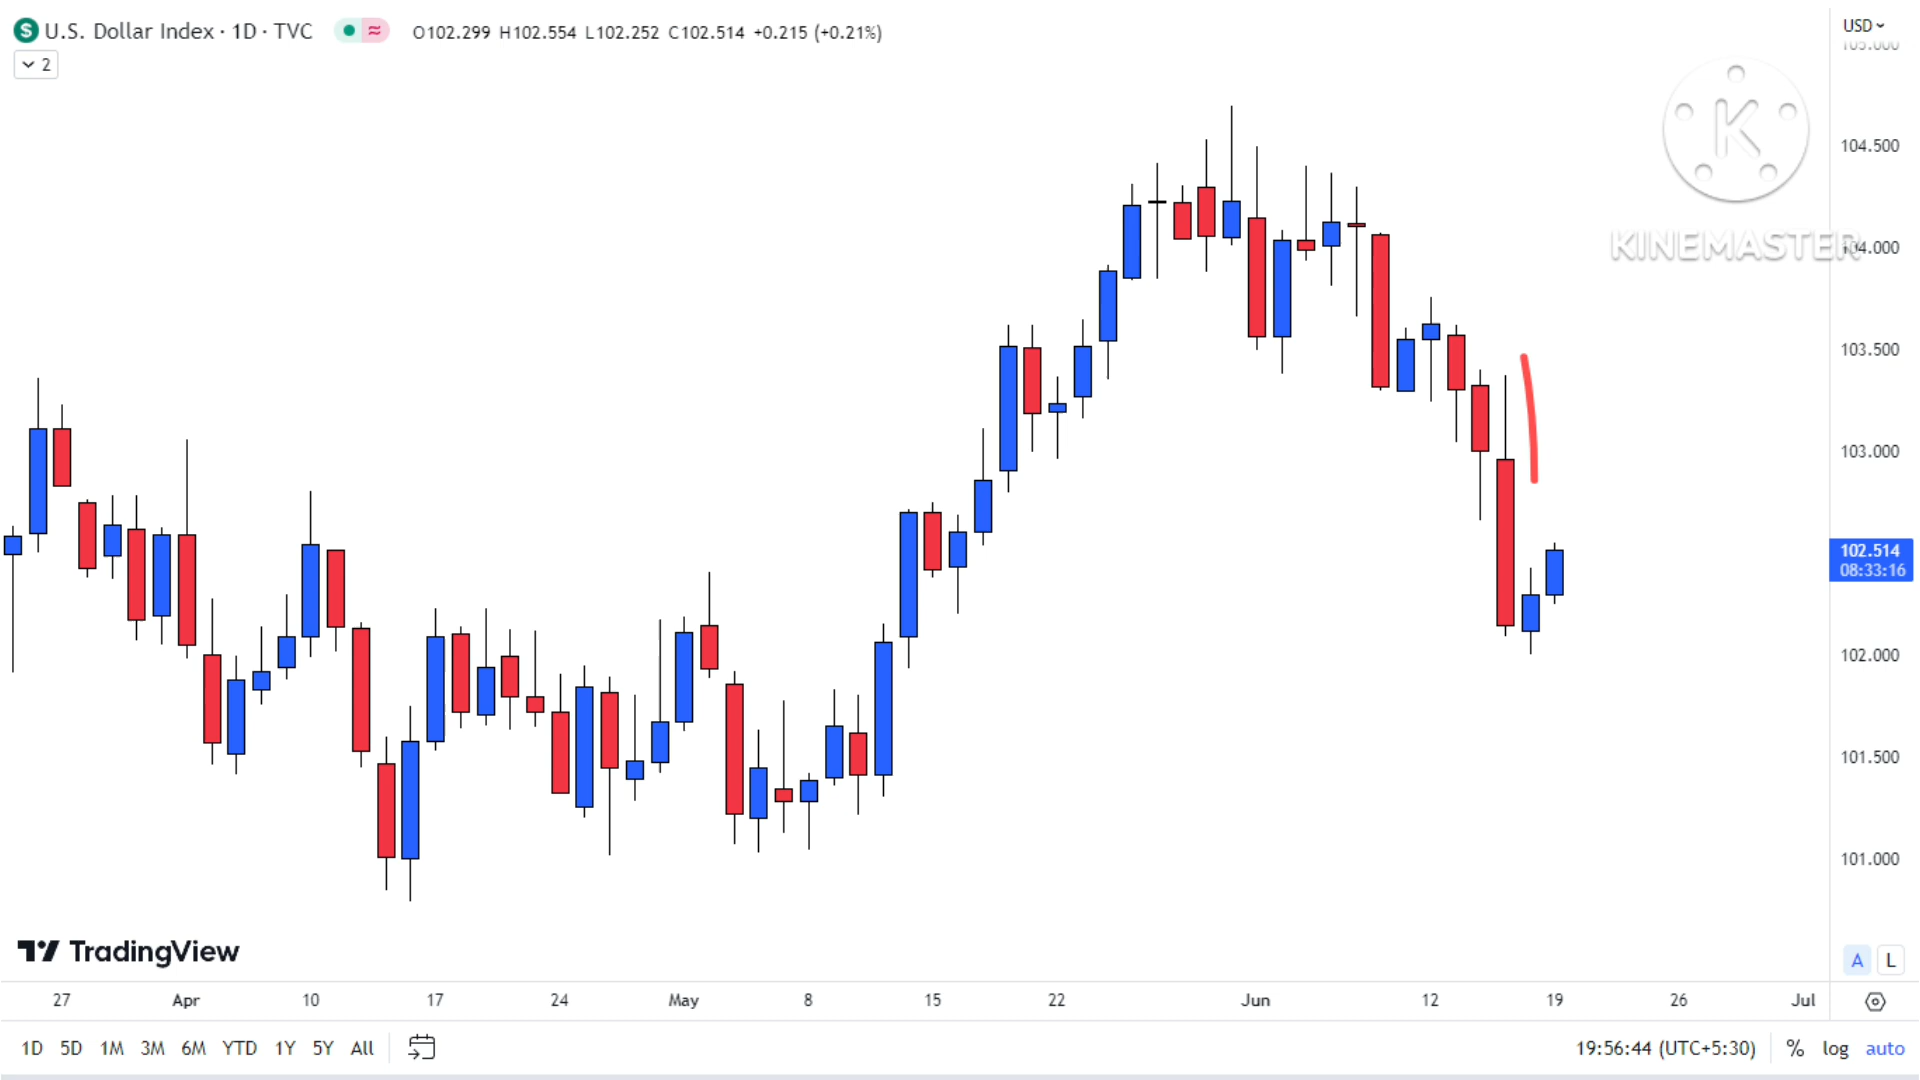 S U.S. Dollar Index · 1D · TVC ≈ O102.299 H102.554 L102.252 C102.514 +0.215 (+0.21%)
USD
105.000
2
K
104.500
KINEMASTER
104.000
103.500
103.000
102.514
08:33:16
102.000
101.500
101.000
TradingView
A L
27 Apr 10 17 24 May 8 15 22 Jun 12 19 26 Jul
1D 5D 1M 3M 6M YTD 1Y 5Y All 19:56:44 (UTC+5:30) % log auto